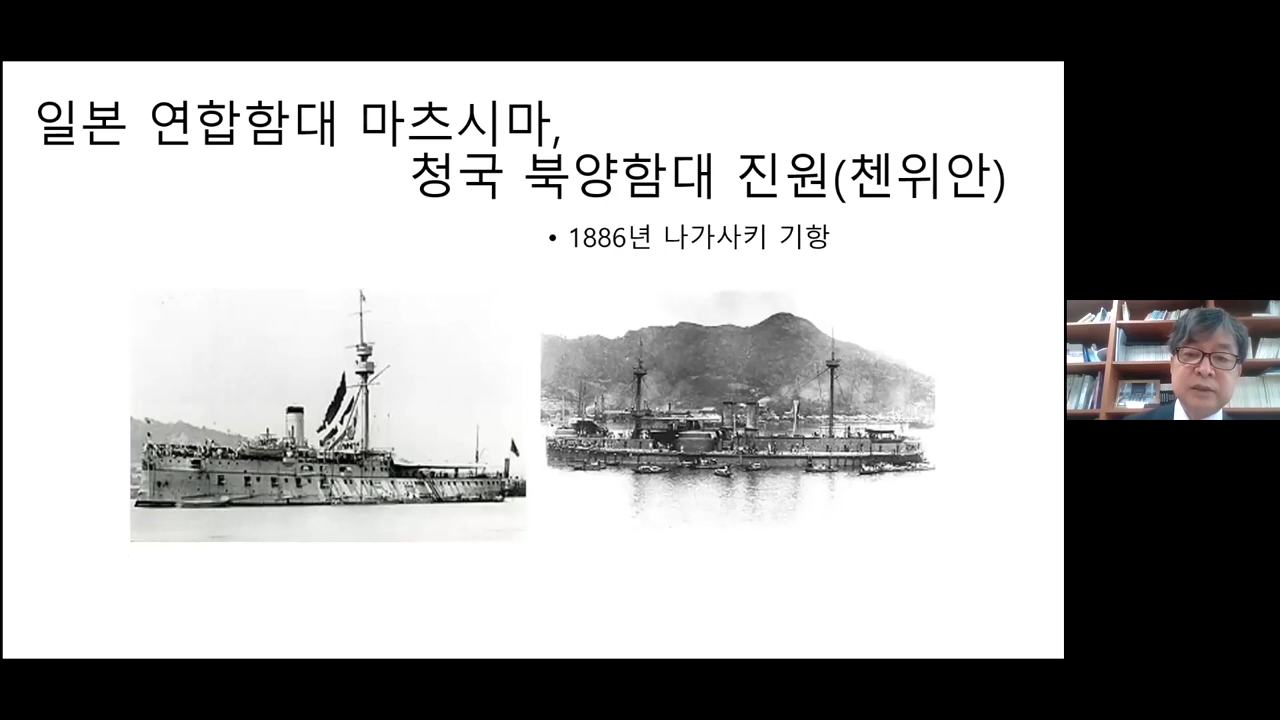 일본 연합함대 마츠시마,
청국 북양함대 진원(첸위안)
• 1886년 나가사키 기항